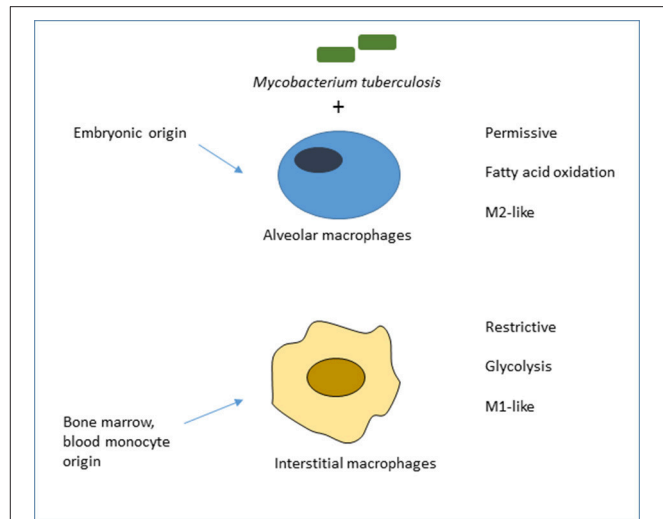 Mycobacterium tuberculosis
+
Embryonic origin
Permissive
Fatty acid oxidation
M2-like
Alveolar macrophages
Restrictive
Glycolysis
M1-like
Bone marrow,
blood monocyte
origin
Interstitial macrophages